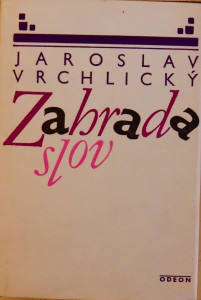 JAROSLAV
VRCHLICKÝ
Zahrada
slov
ODEON